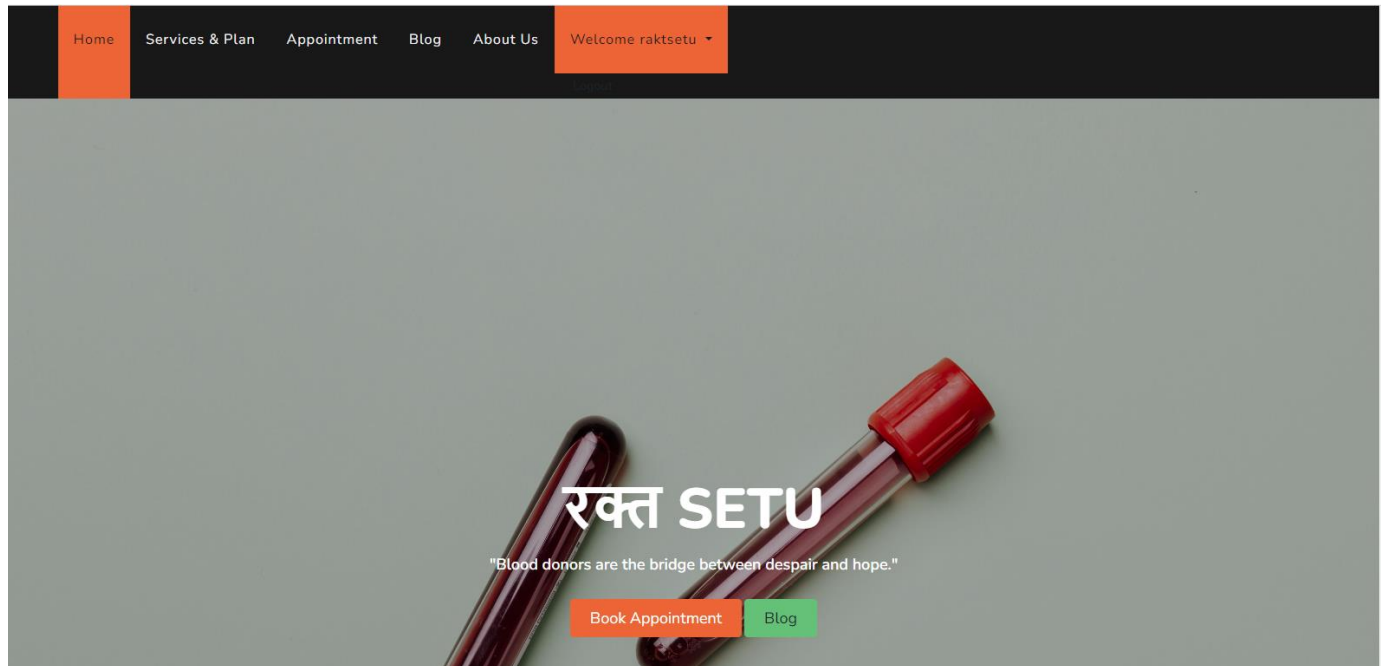 Home Services & Plan Appointment Blog About Us Welcome raktsetu
Logout
रक्त SETU
"Blood donors are the bridge between despair and hope."
Book Appointment Blog